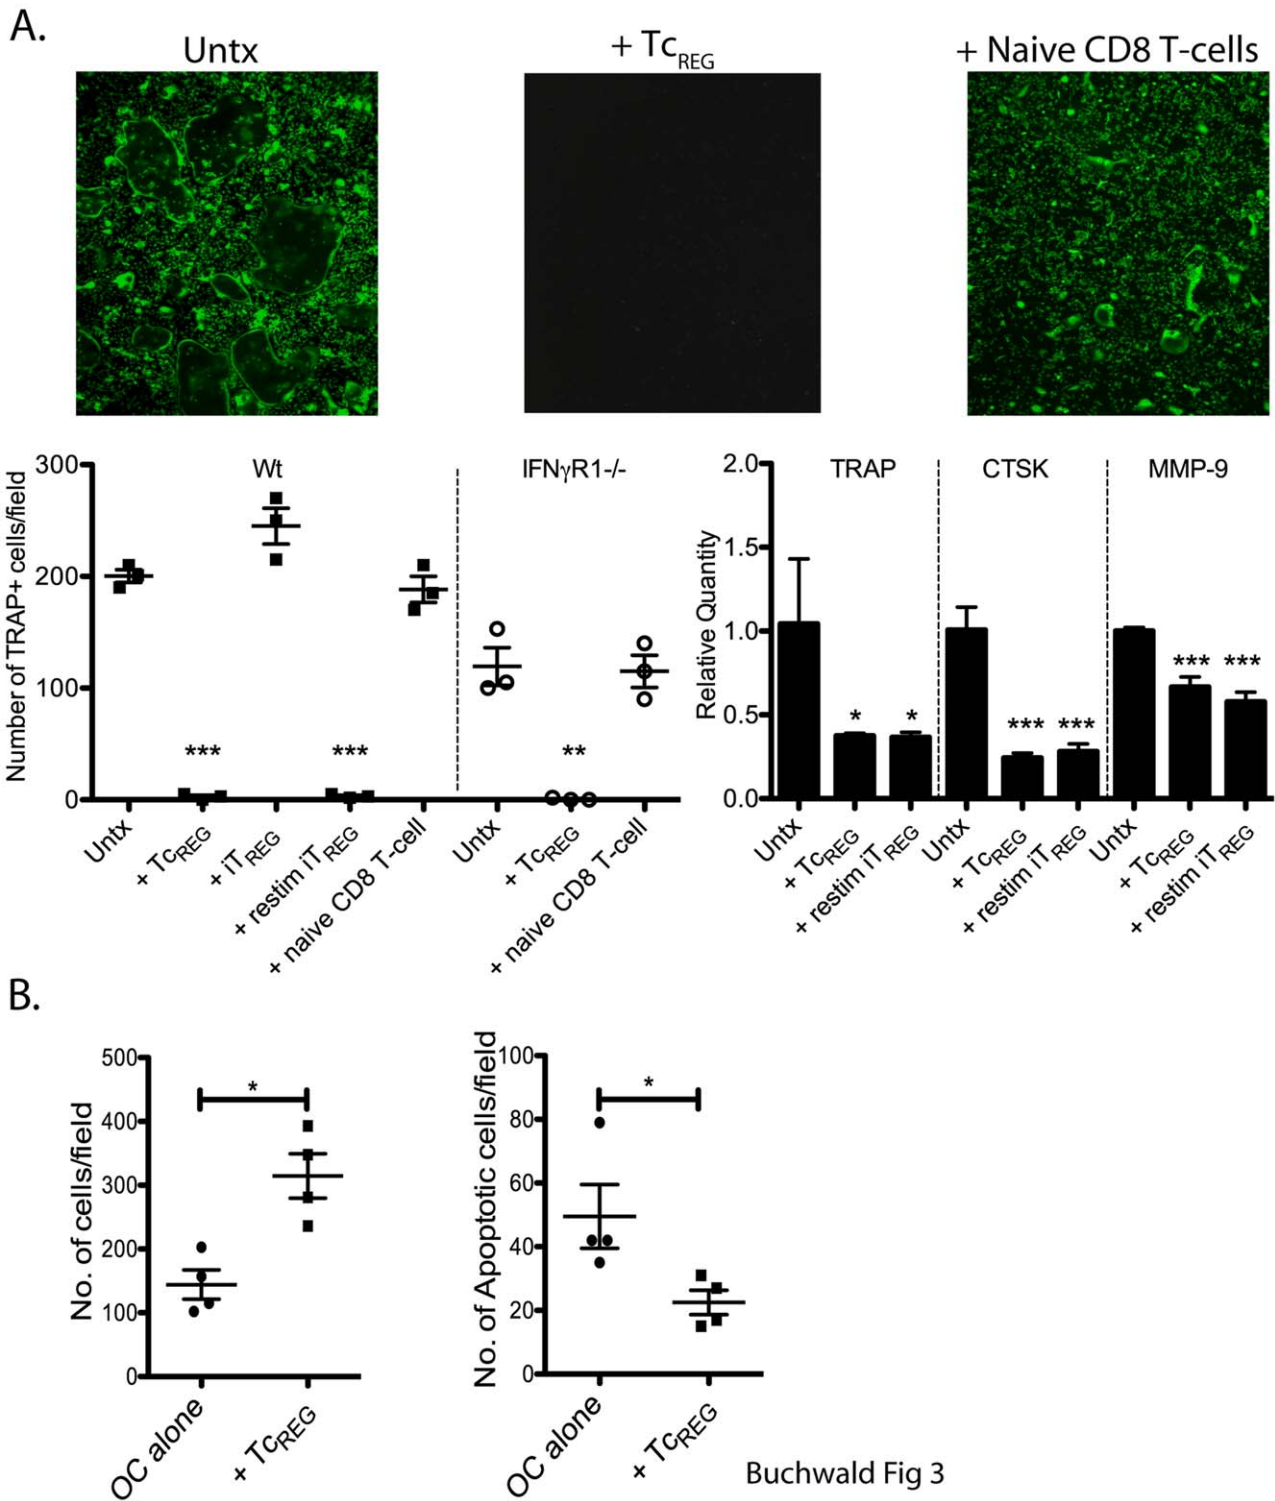 A.
Untx
+ TcREG
+ Naive CD8 T-cells
Number of TRAP+ cells/field
300
200
100
0
Wt
IFNγR1-/-
***
***
**
Untx
+ TcREG
+ iTREG
+ restim iTREG
+ naive CD8 T-cell
Untx
+ TcREG
+ naive CD8 T-cell
Relative Quantity
2.0
1.5
1.0
0.5
0.0
TRAP
CTSK
MMP-9
*
*
***
***
***
***
Untx
+ TcREG
+ restim iTREG
Untx
+ TcREG
+ restim iTREG
Untx
+ TcREG
+ restim iTREG
B.
No. of cells/field
500
400
300
200
100
0
*
OC alone
+ TcREG
No. of Apoptotic cells/field
100
80
60
40
20
0
*
OC alone
+ TcREG
Buchwald Fig 3